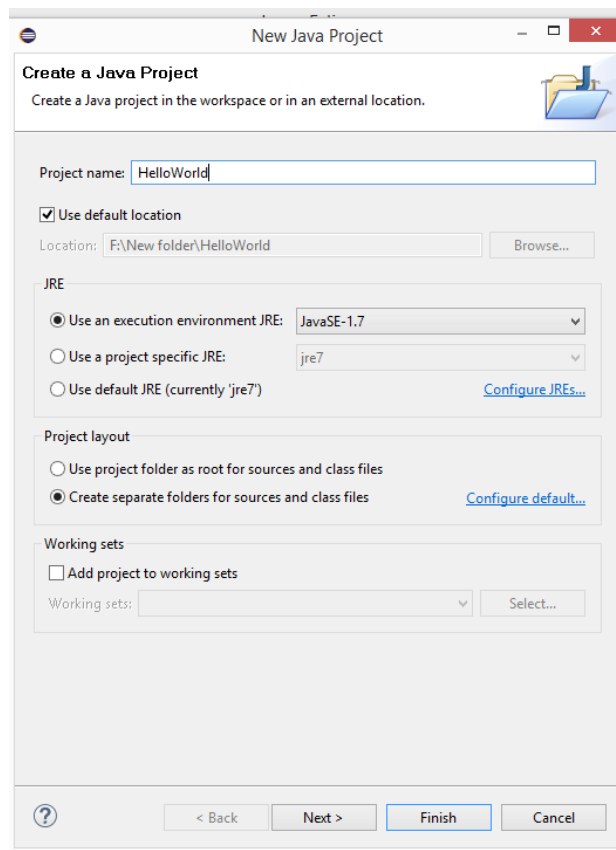 New Java Project
Create a Java Project
Create a Java project in the workspace or in an external location.
Project name: HelloWorld
Use default location
Location: F:\New folder\HelloWorld Browse...
JRE
Use an execution environment JRE: JavaSE-1.7
Use a project specific JRE: jre7
Use default JRE (currently 'jre7') Configure JREs...
Project layout
Use project folder as root for sources and class files
Create separate folders for sources and class files Configure default...
Working sets
Add project to working sets
Working sets: Select...
? < Back Next > Finish Cancel